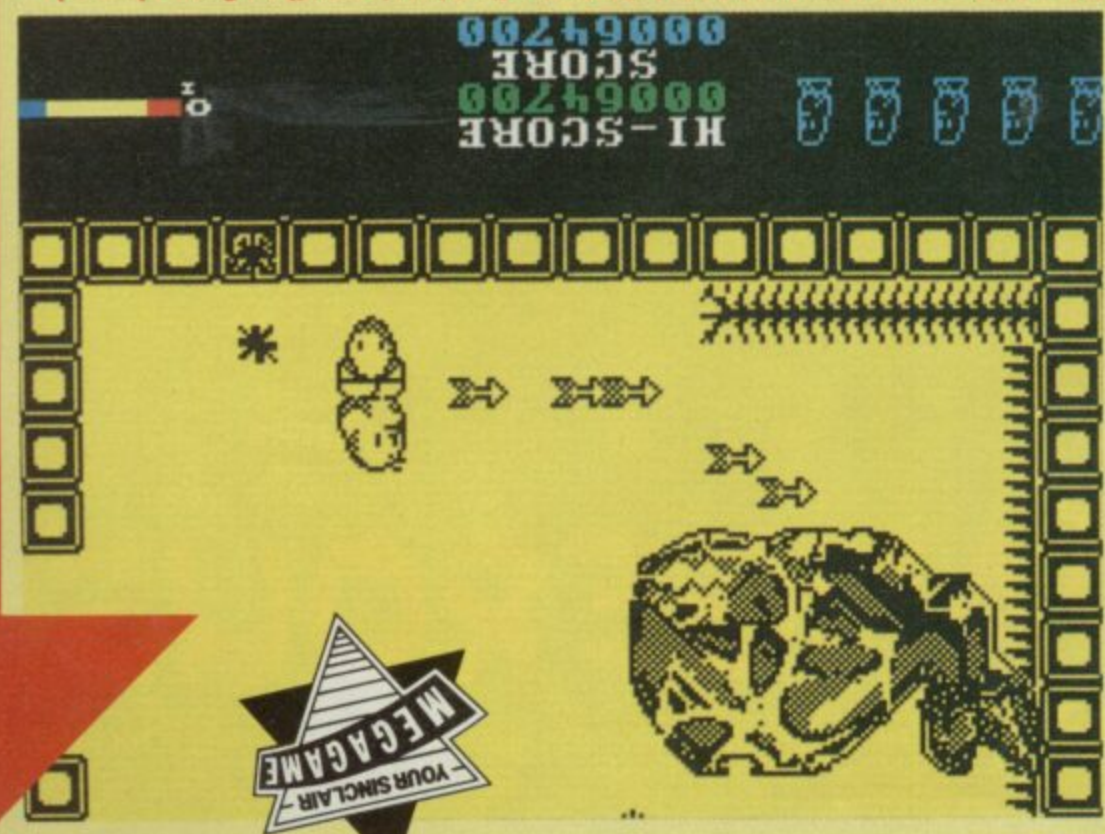 - YOUR SINCLAIR -
MEGAGAME
HI-SCORE
00064700
SCORE
00064700